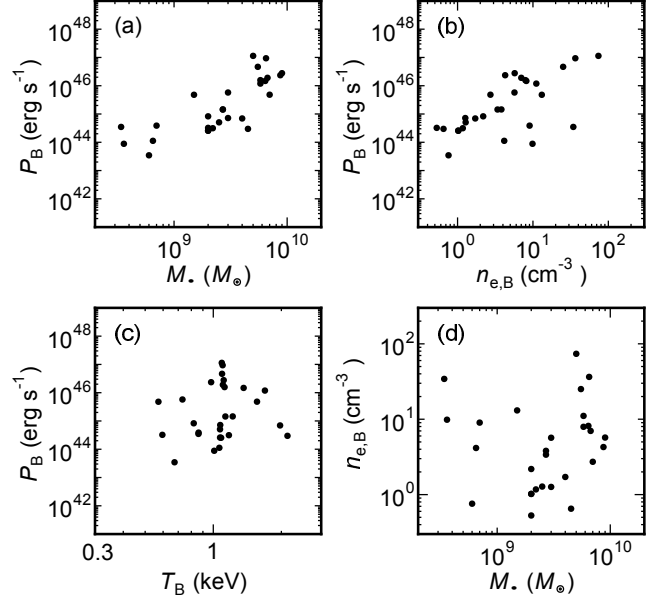 (a)
10^48
10^46
10^44
10^42
P_B (erg s^-1)
10^9
10^10
M_• (M_⊙)
(b)
10^48
10^46
10^44
10^42
P_B (erg s^-1)
10^0
10^1
10^2
n_e,B (cm^-3)
(c)
10^48
10^46
10^44
10^42
P_B (erg s^-1)
0.3
1
T_B (keV)
(d)
10^2
10^1
10^0
n_e,B (cm^-3)
10^9
10^10
M_• (M_⊙)